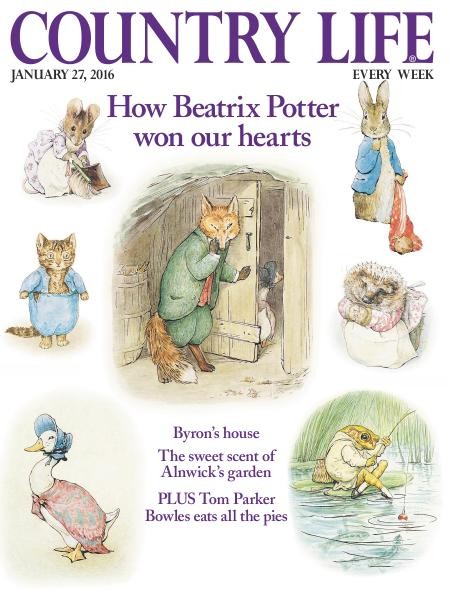 COUNTRY LIFE®
JANUARY 27, 2016 EVERY WEEK
How Beatrix Potter
won our hearts
Byron's house
The sweet scent of
Alnwick's garden
PLUS Tom Parker
Bowles eats all the pies